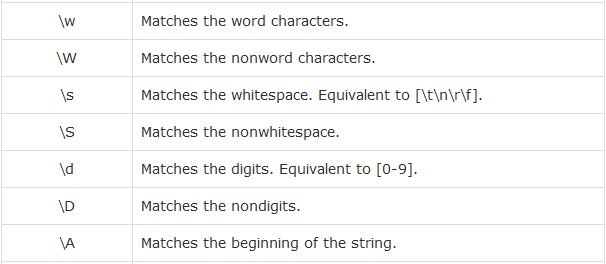 \w Matches the word characters.
\W Matches the nonword characters.
\s Matches the whitespace. Equivalent to [\t\n\r\f].
\S Matches the nonwhitespace.
\d Matches the digits. Equivalent to [0-9].
\D Matches the nondigits.
\A Matches the beginning of the string.